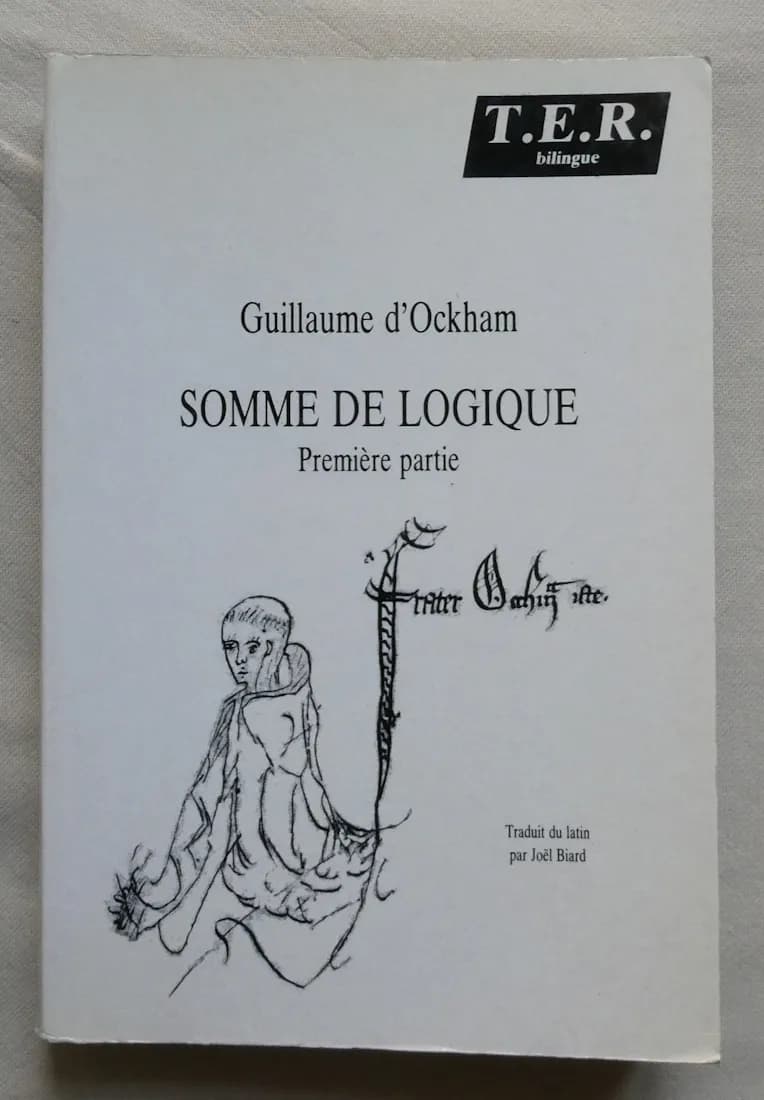 T.E.R.
bilingue
Guillaume d'Ockham
SOMME DE LOGIQUE
Première partie
frater Occham iste.
Traduit du latin
par Joël Biard